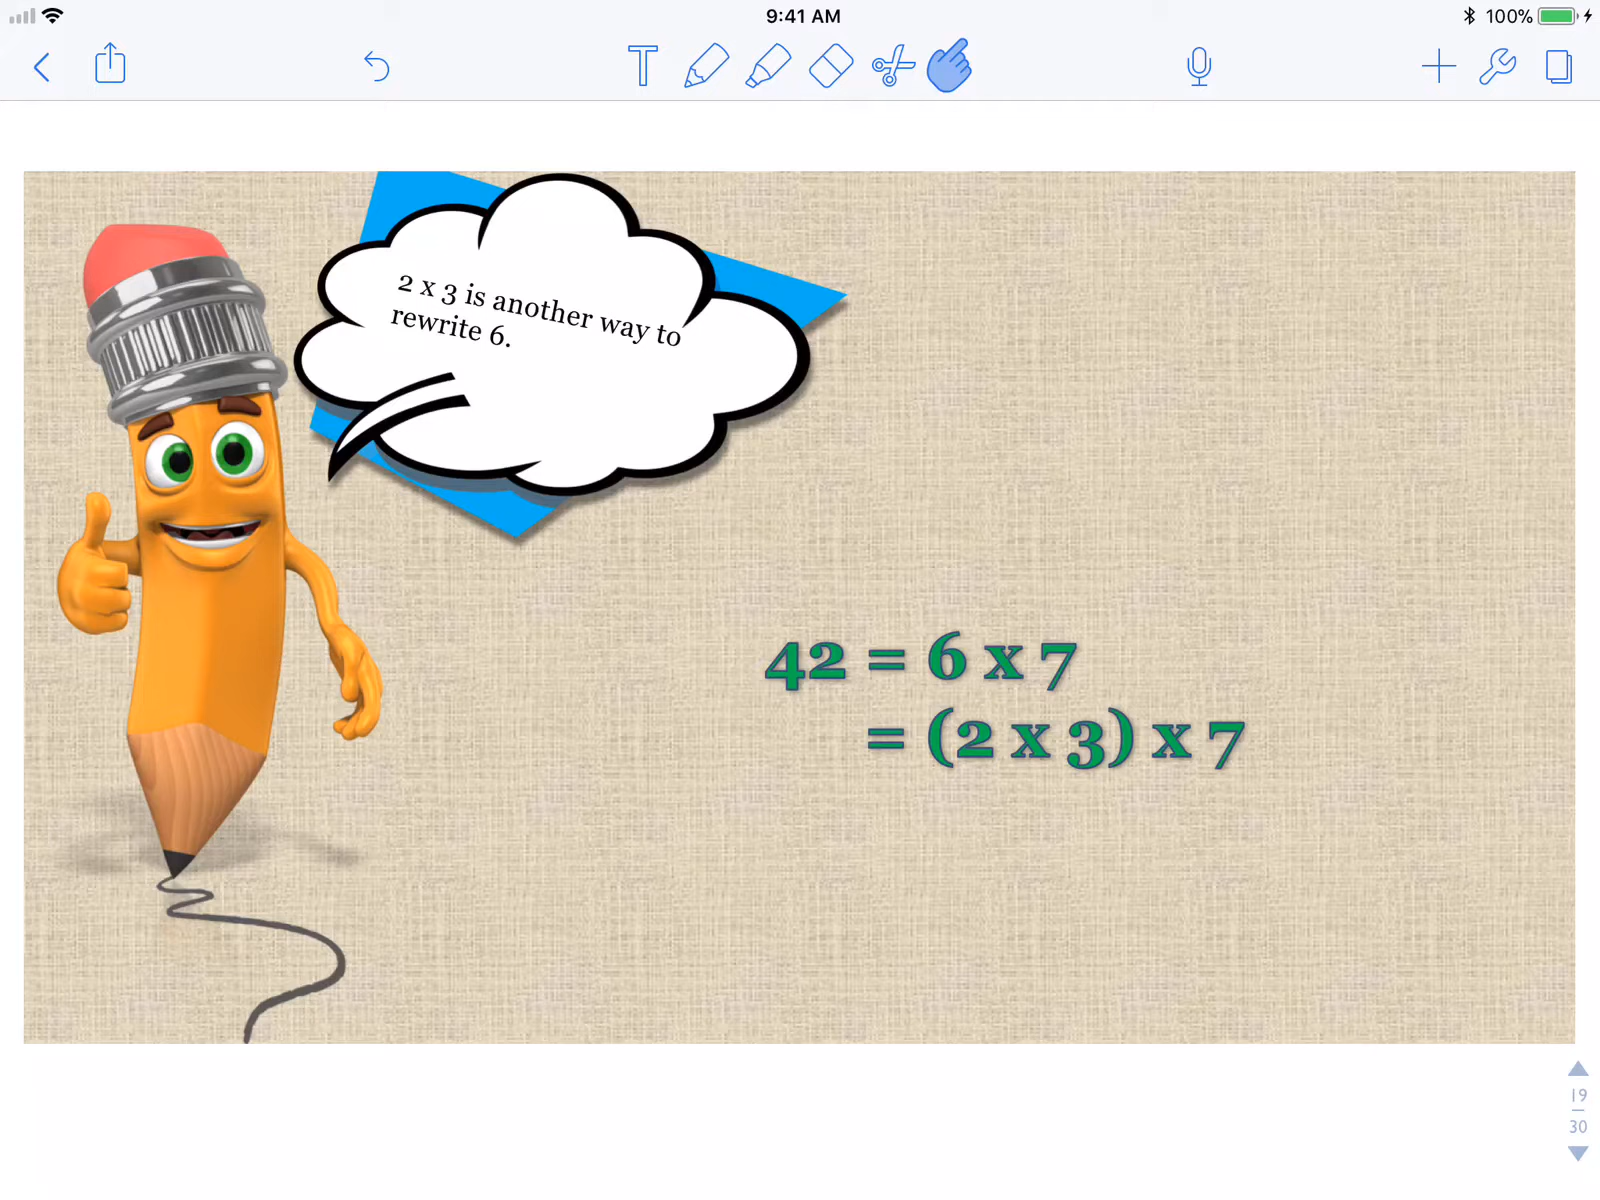 9:41 AM
100%
T
2 x 3 is another way to
rewrite 6.
42 = 6 x 7
= (2 x 3) x 7
19
30